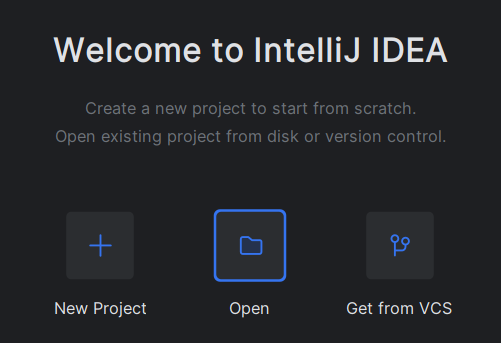 Welcome to IntelliJ IDEA
Create a new project to start from scratch.
Open existing project from disk or version control.
New Project
Open
Get from VCS